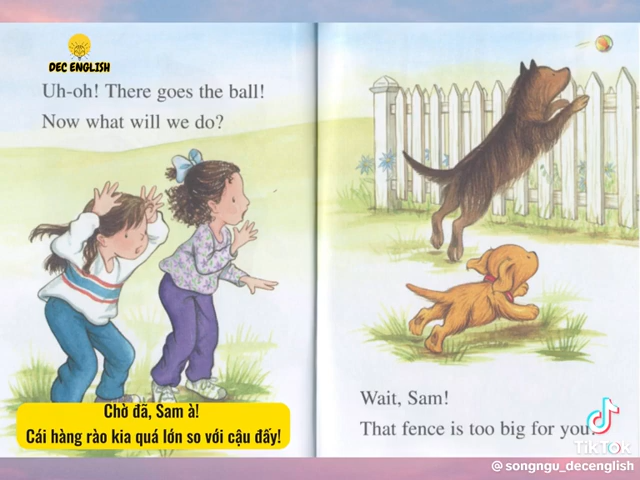 DEC ENGLISH
Uh-oh! There goes the ball!
Now what will we do?
Wait, Sam!
That fence is too big for you.
Chờ đã, Sam à!
Cái hàng rào kia quá lớn so với cậu đấy!
TikTok
@songngu_decenglish